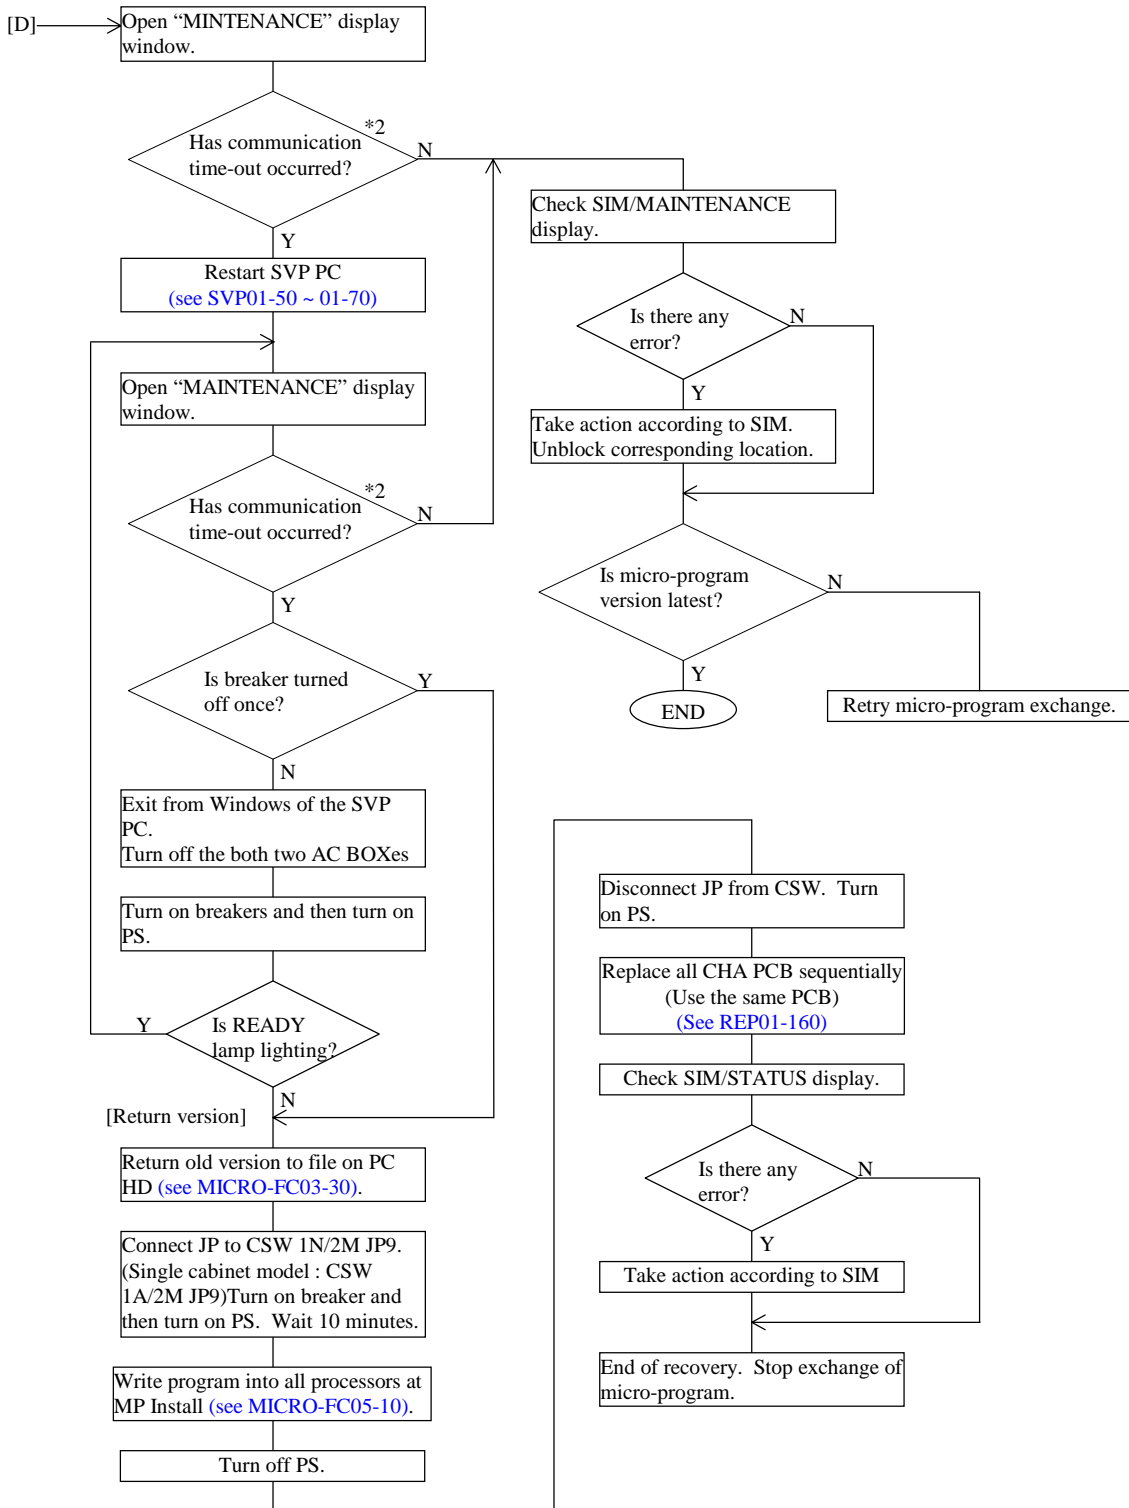 [D]
Open “MINTENANCE” display
window.
*2
Has communication
time-out occurred?
N
Y
Restart SVP PC
(see SVP01-50 ~ 01-70)
Open “MAINTENANCE” display
window.
*2
Has communication
time-out occurred?
N
Y
Is breaker turned
off once?
Y
N
Exit from Windows of the SVP
PC.
Turn off the both two AC BOXes
Turn on breakers and then turn on
PS.
Y
Is READY
lamp lighting?
N
[Return version]
Return old version to file on PC
HD (see MICRO-FC03-30).
Connect JP to CSW 1N/2M JP9.
(Single cabinet model : CSW
1A/2M JP9)Turn on breaker and
then turn on PS.  Wait 10 minutes.
Write program into all processors at
MP Install (see MICRO-FC05-10).
Turn off PS.
Check SIM/MAINTENANCE
display.
Is there any
error?
N
Y
Take action according to SIM.
Unblock corresponding location.
Is micro-program
version latest?
N
Y
END
Retry micro-program exchange.
Disconnect JP from CSW.  Turn
on PS.
Replace all CHA PCB sequentially
(Use the same PCB)
(See REP01-160)
Check SIM/STATUS display.
Is there any
error?
N
Y
Take action according to SIM
End of recovery.  Stop exchange of
micro-program.